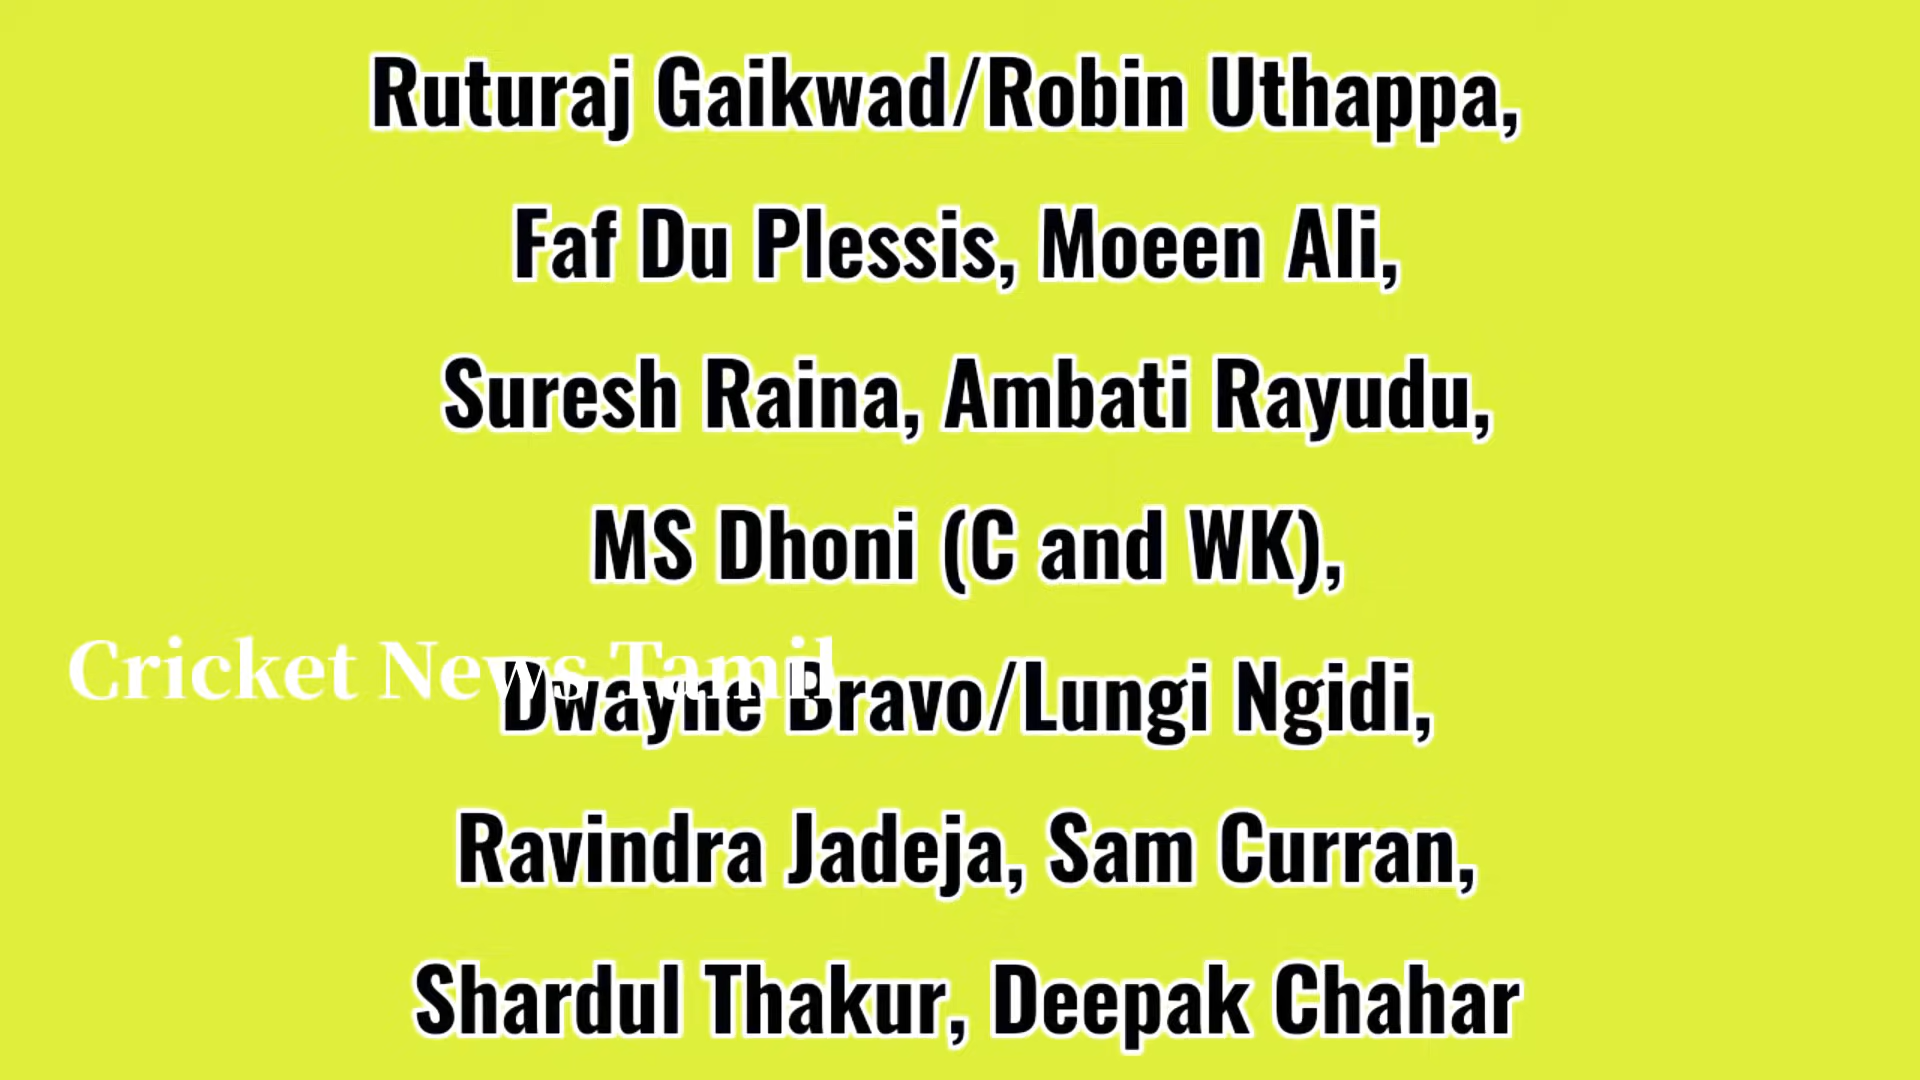 Ruturaj Gaikwad/Robin Uthappa,
Faf Du Plessis, Moeen Ali,
Suresh Raina, Ambati Rayudu,
MS Dhoni (C and WK),
Cricket News Tamil
Dwayne Bravo/Lungi Ngidi,
Ravindra Jadeja, Sam Curran,
Shardul Thakur, Deepak Chahar